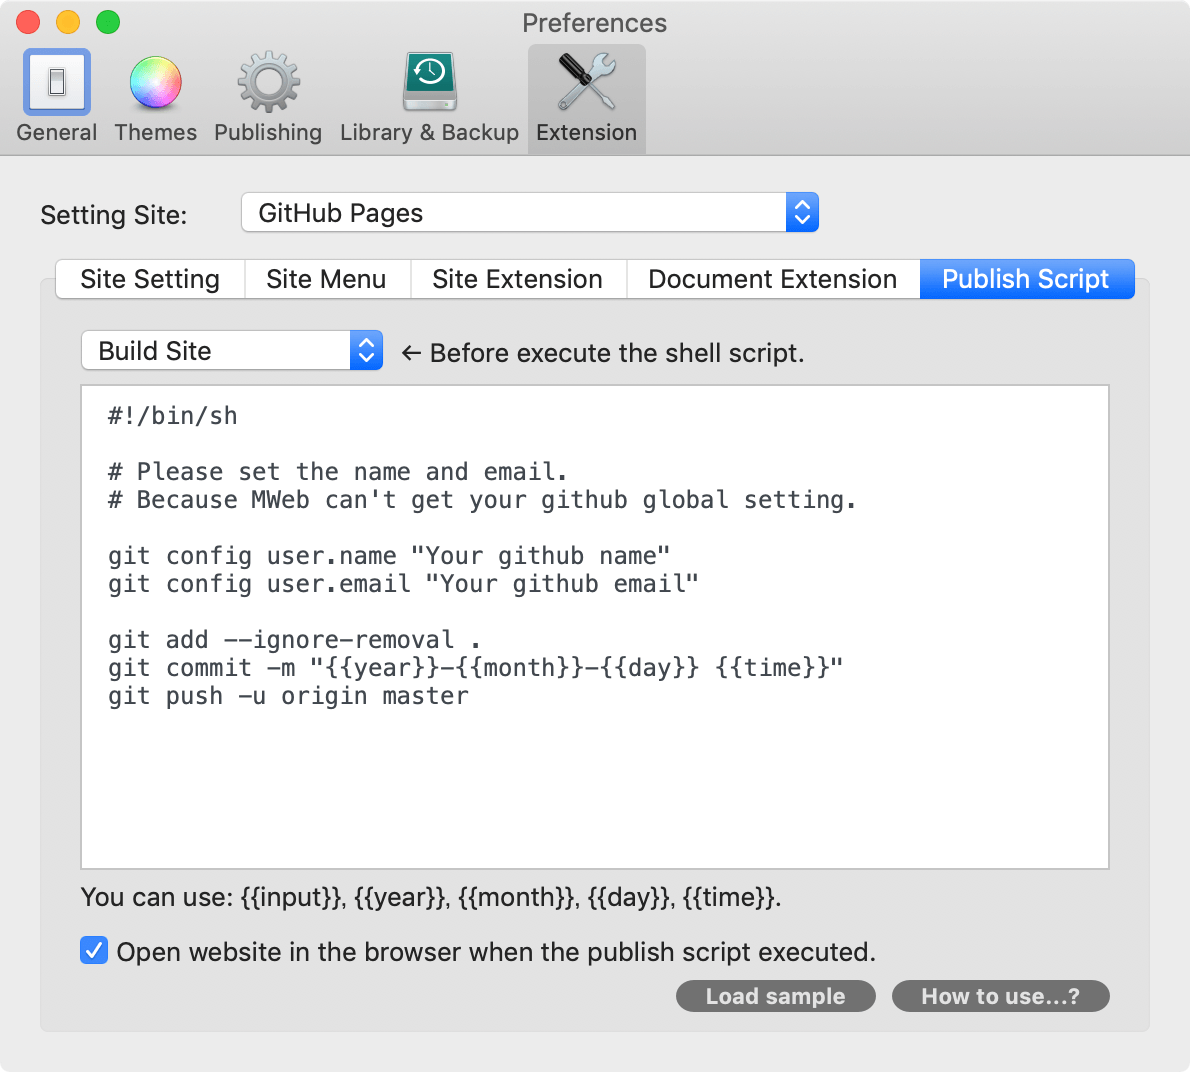 Preferences
General Themes Publishing Library & Backup Extension
Setting Site: GitHub Pages
Site Setting Site Menu Site Extension Document Extension Publish Script
Build Site ← Before execute the shell script.
#!/bin/sh
# Please set the name and email.
# Because MWeb can't get your github global setting.
git config user.name "Your github name"
git config user.email "Your github email"
git add --ignore-removal .
git commit -m "{{year}}-{{month}}-{{day}} {{time}}"
git push -u origin master
You can use: {{input}}, {{year}}, {{month}}, {{day}}, {{time}}.
Open website in the browser when the publish script executed.
Load sample How to use...?